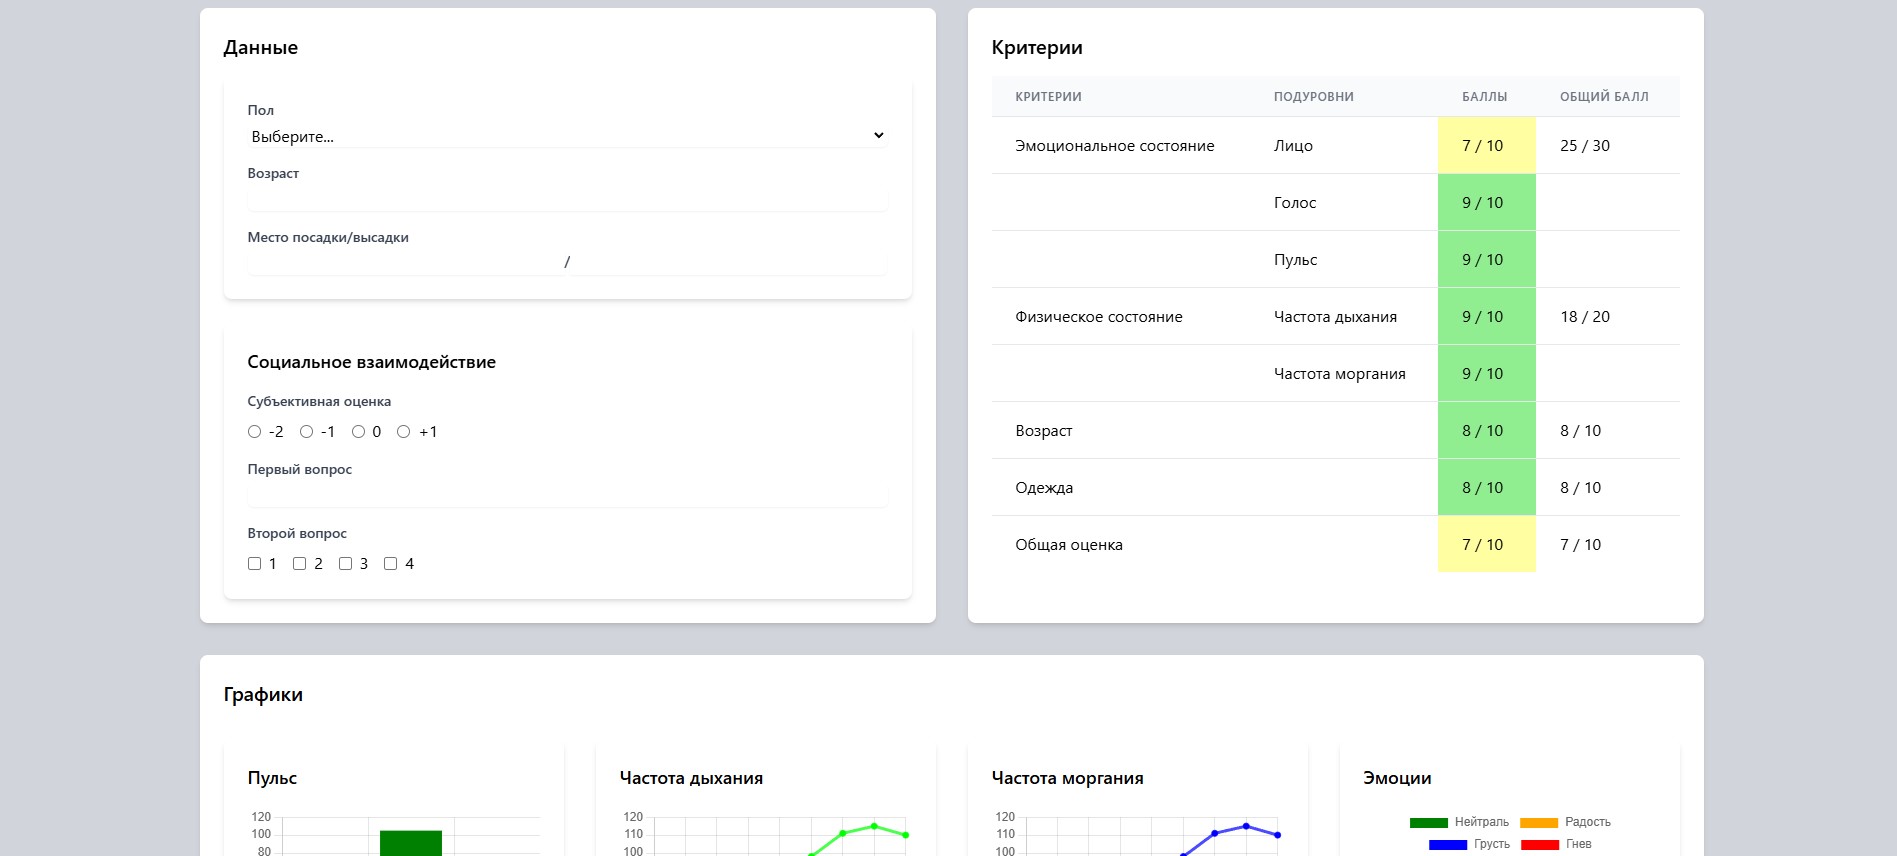 Данные
Пол
Выберите...
Возраст
Место посадки/высадки
/
Социальное взаимодействие
Субъективная оценка
-2 -1 0 +1
Первый вопрос
Второй вопрос
1 2 3 4
Критерии
КРИТЕРИИ ПОДУРОВНИ БАЛЛЫ ОБЩИЙ БАЛЛ
Эмоциональное состояние Лицо 7 / 10 25 / 30
Голос 9 / 10
Пульс 9 / 10
Физическое состояние Частота дыхания 9 / 10 18 / 20
Частота моргания 9 / 10
Возраст 8 / 10 8 / 10
Одежда 8 / 10 8 / 10
Общая оценка 7 / 10 7 / 10
Графики
Пульс
120
100
80
Частота дыхания
120
110
100
Частота моргания
120
110
100
Эмоции
Нейтраль Радость
Грусть Гнев